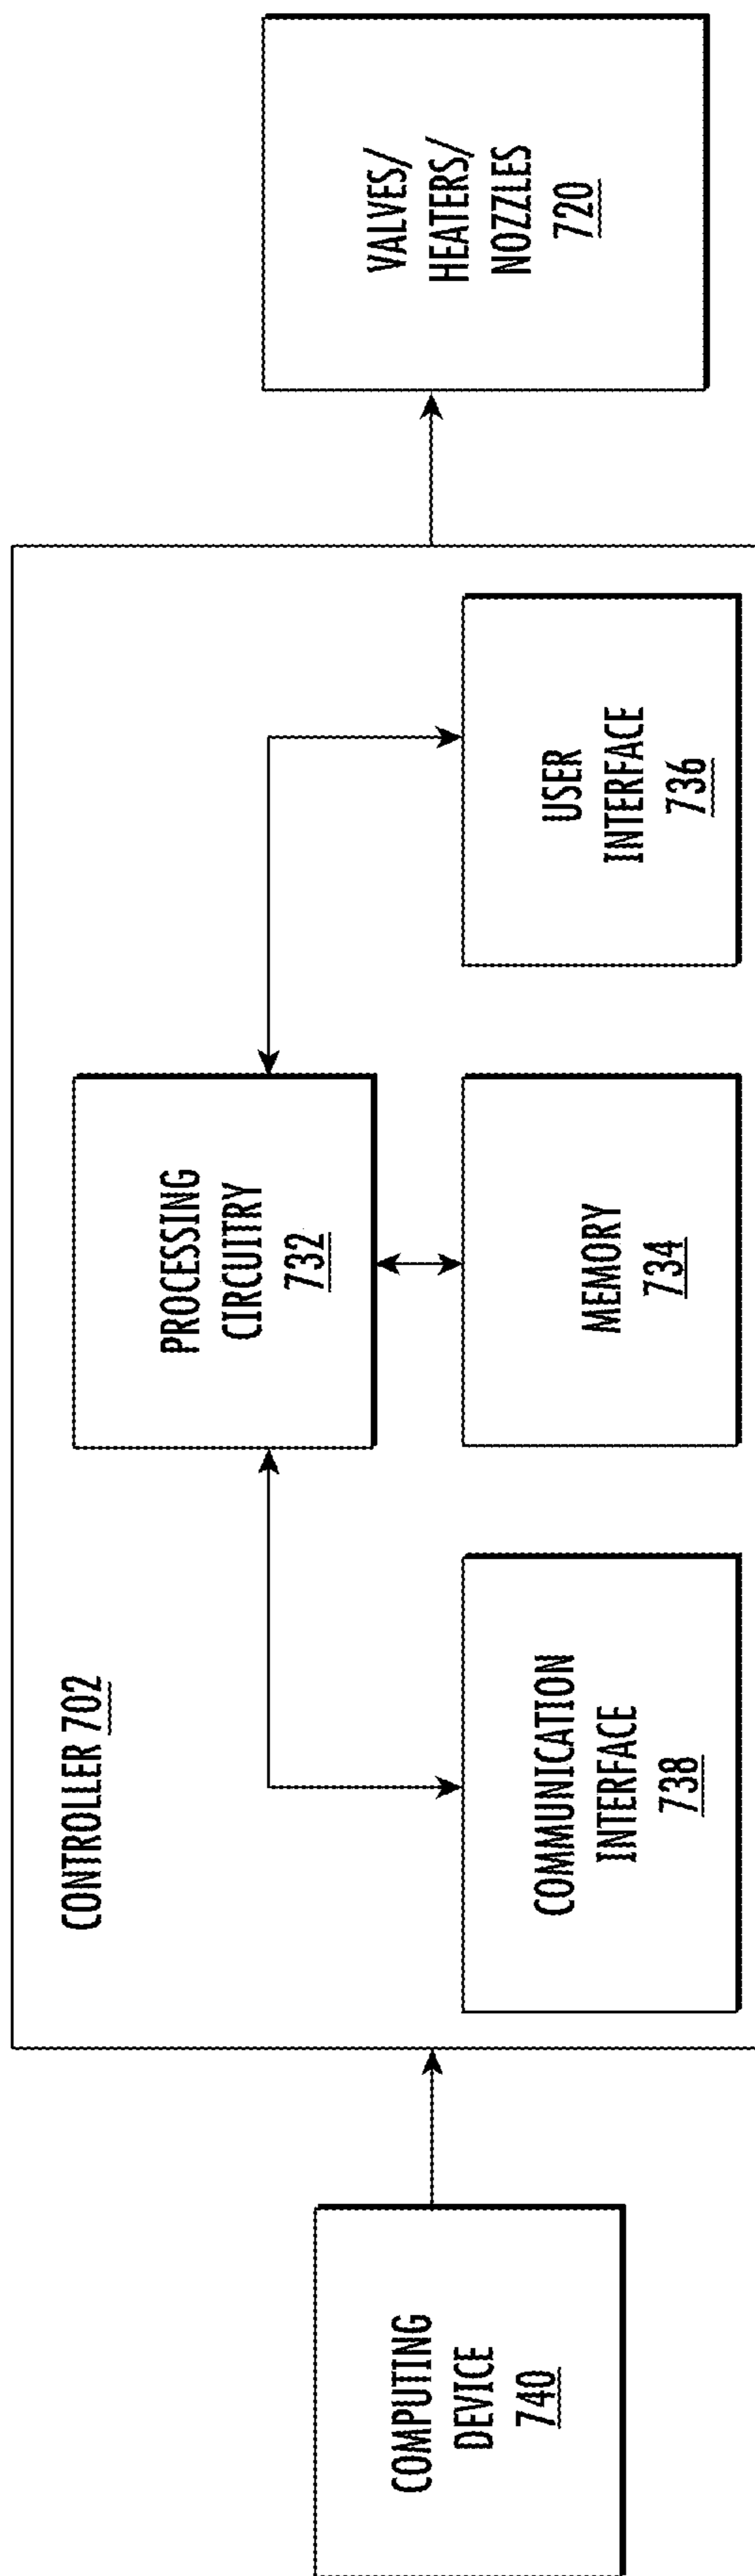 CONTROLLER 702
COMPUTING
DEVICE
740
PROCESSING
CIRCUITRY
732
COMMUNICATION
INTERFACE
738
MEMORY
734
USER
INTERFACE
736
VALVES/
HEATERS/
NOZZLES
720